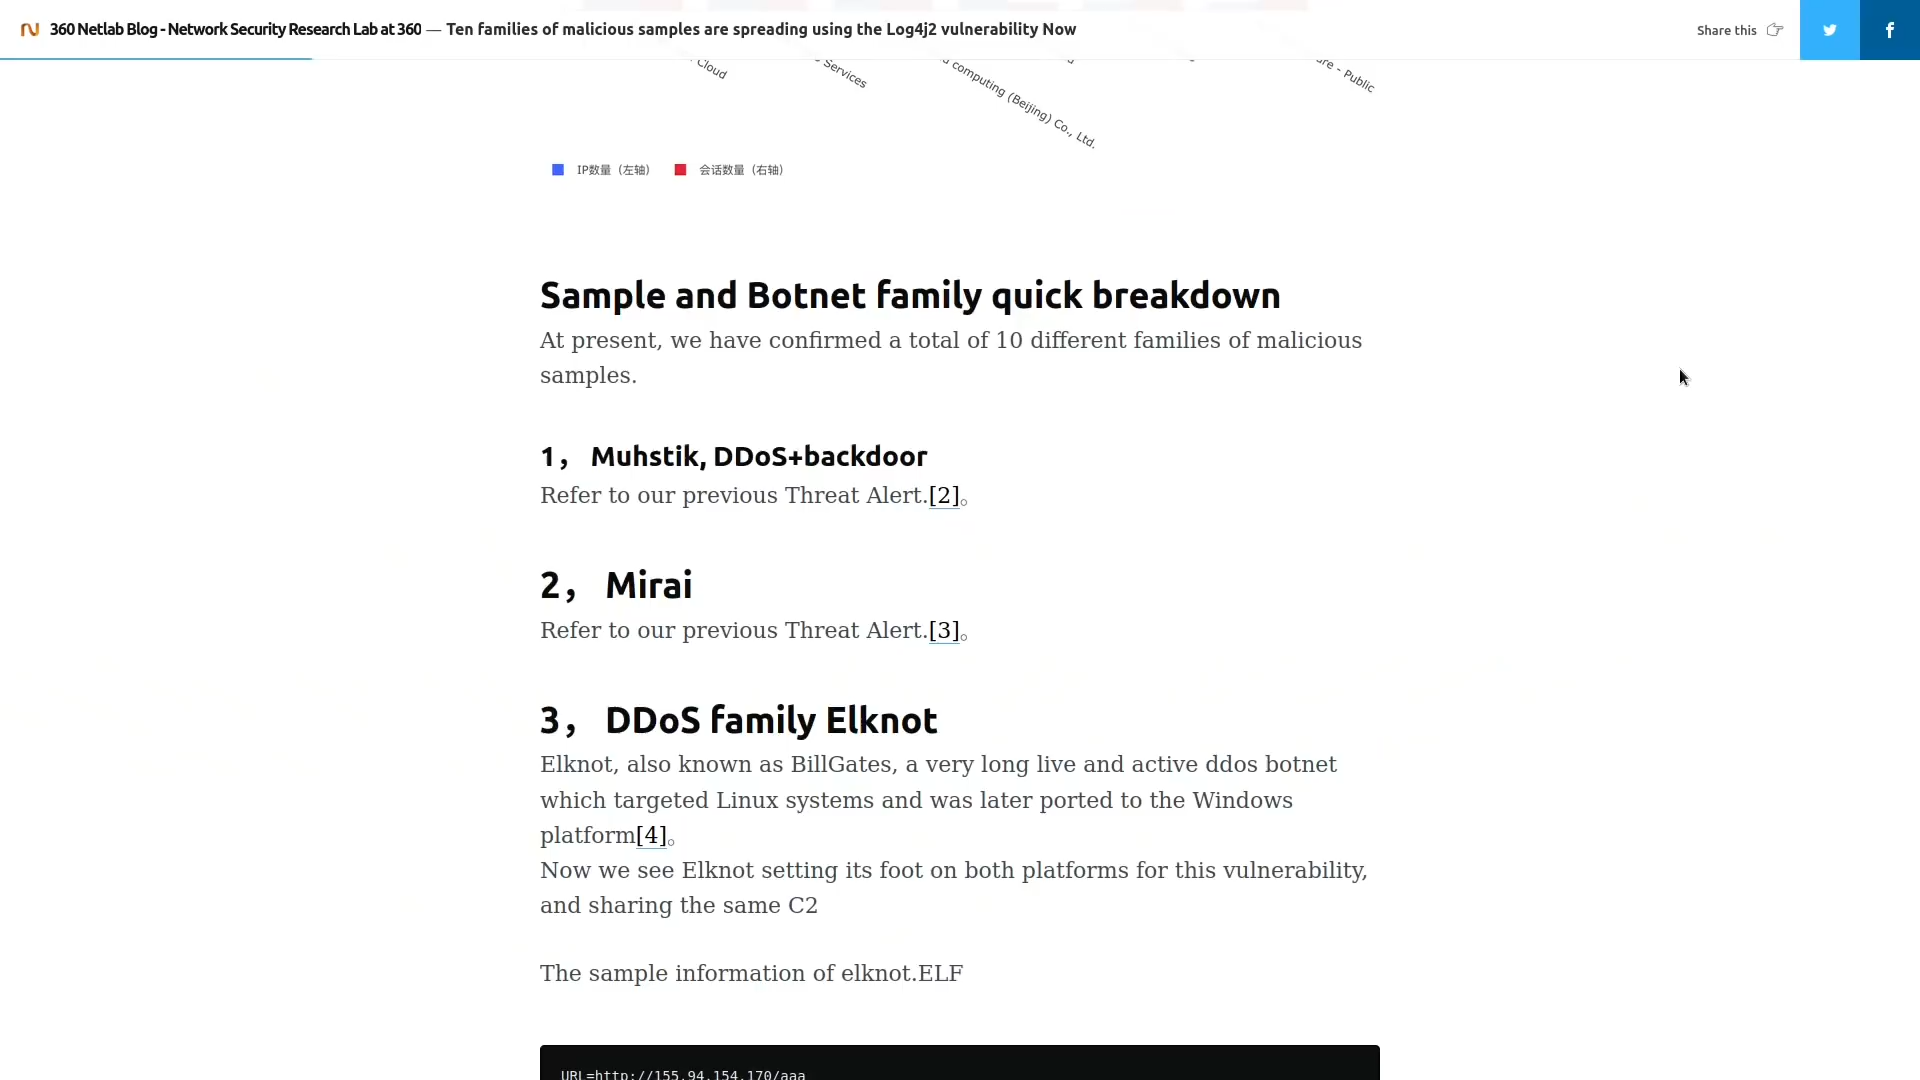 360 Netlab Blog - Network Security Research Lab at 360 — Ten families of malicious samples are spreading using the Log4j2 vulnerability Now
Share this
Cloud
Services
computing (Beijing) Co., Ltd.
- Public
IP数量（左轴） 会话数量（右轴）
Sample and Botnet family quick breakdown
At present, we have confirmed a total of 10 different families of malicious
samples.
1， Muhstik, DDoS+backdoor
Refer to our previous Threat Alert.[2]。
2， Mirai
Refer to our previous Threat Alert.[3]。
3， DDoS family Elknot
Elknot, also known as BillGates, a very long live and active ddos botnet
which targeted Linux systems and was later ported to the Windows
platform[4]。
Now we see Elknot setting its foot on both platforms for this vulnerability,
and sharing the same C2
The sample information of elknot.ELF
URL=http://155.94.154.170/aaa